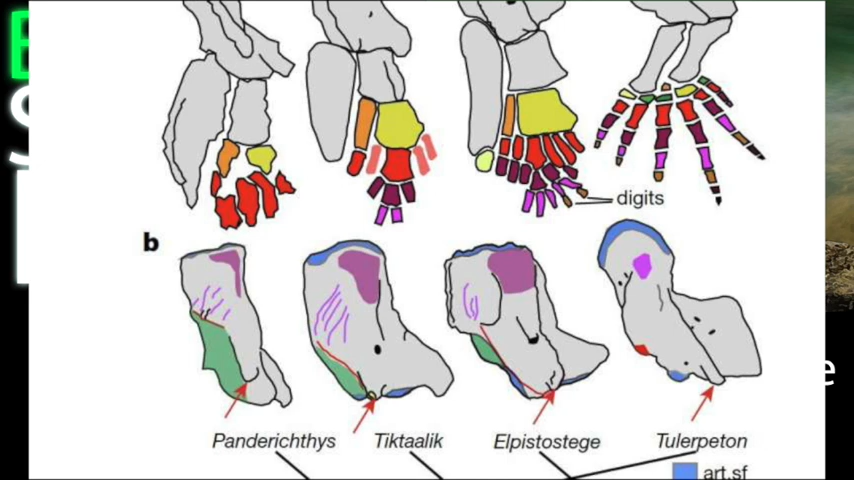 digits
b
Panderichthys Tiktaalik Elpistostege Tulerpeton
art.sf